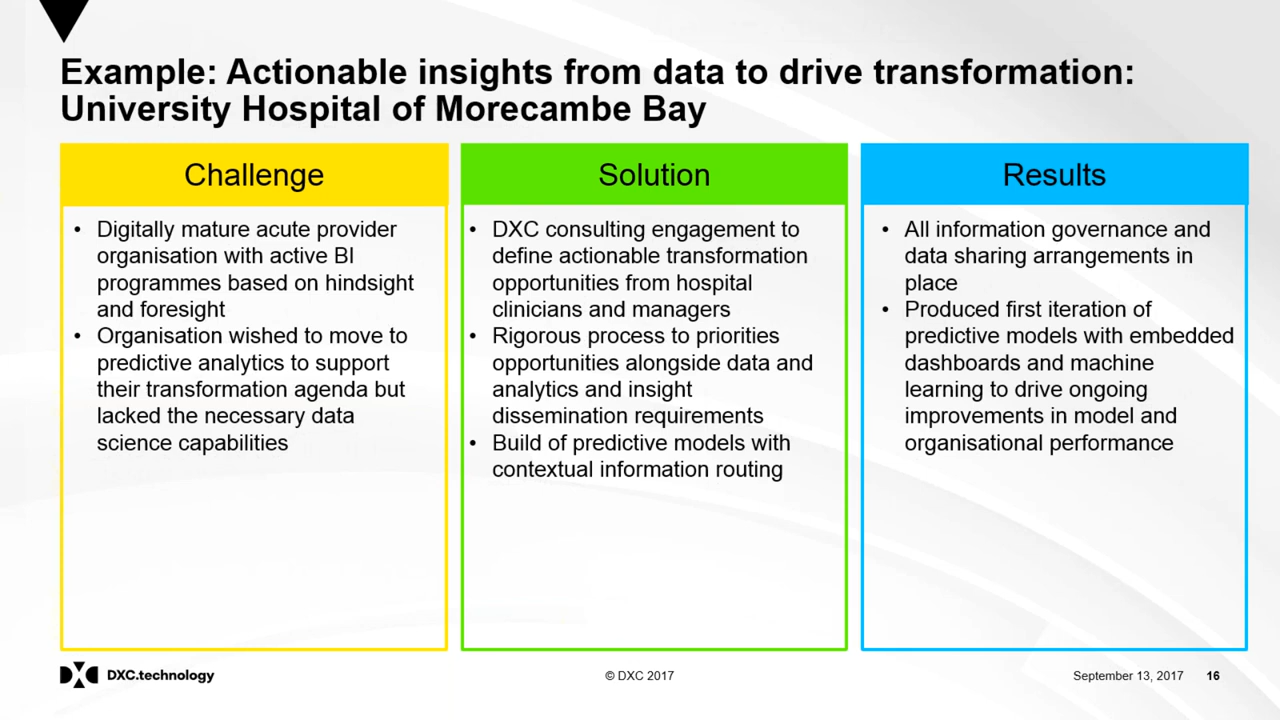 Example: Actionable insights from data to drive transformation:
University Hospital of Morecambe Bay
Challenge
• Digitally mature acute provider
organisation with active BI
programmes based on hindsight
and foresight
• Organisation wished to move to
predictive analytics to support
their transformation agenda but
lacked the necessary data
science capabilities
Solution
• DXC consulting engagement to
define actionable transformation
opportunities from hospital
clinicians and managers
• Rigorous process to priorities
opportunities alongside data and
analytics and insight
dissemination requirements
• Build of predictive models with
contextual information routing
Results
• All information governance and
data sharing arrangements in
place
• Produced first iteration of
predictive models with embedded
dashboards and machine
learning to drive ongoing
improvements in model and
organisational performance
DXC.technology
© DXC 2017
September 13, 2017 16